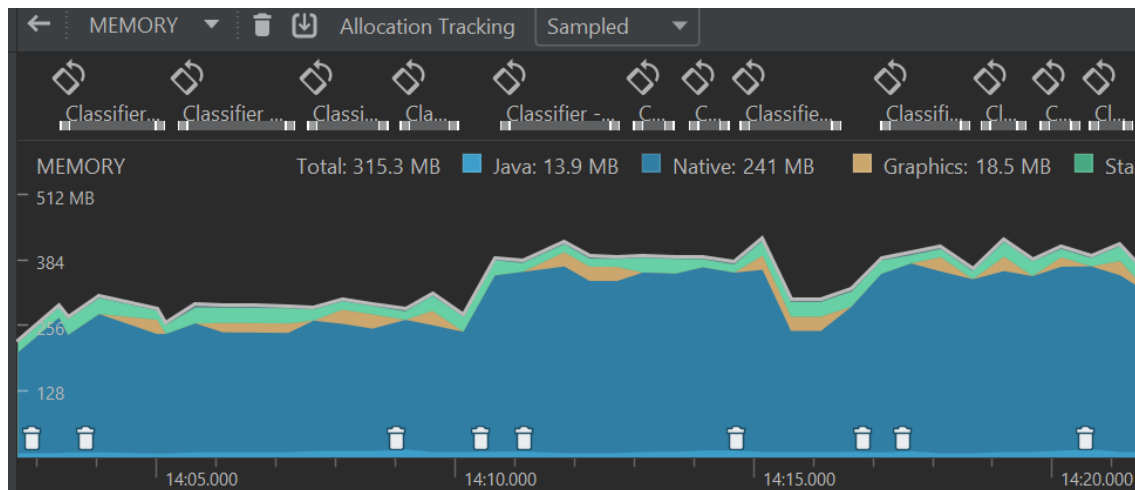 MEMORY Allocation Tracking Sampled
Classifier... Classifier ... Classi... Cla... Classifier -... C... C... Classifie... Classifi... Cl... C... Cl...
MEMORY Total: 315.3 MB Java: 13.9 MB Native: 241 MB Graphics: 18.5 MB Sta
512 MB
384
256
128
14:05.000 14:10.000 14:15.000 14:20.000